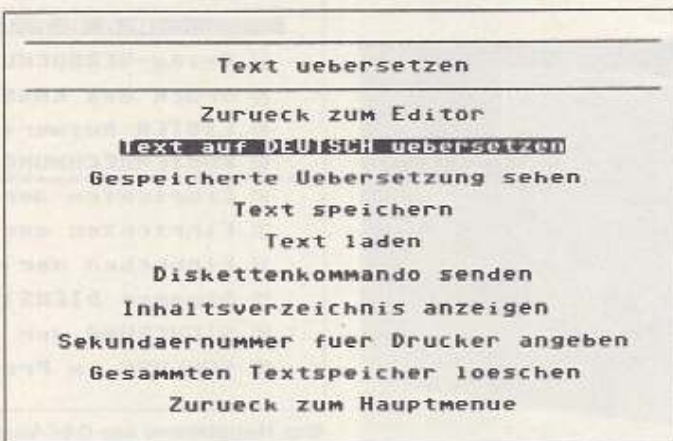 Text uebersetzen
Zurueck zum Editor
Text auf DEUTSCH uebersetzen
Gespeicherte Uebersetzung sehen
Text speichern
Text laden
Diskettenkommando senden
Inhaltsverzeichnis anzeigen
Sekundaernummer fuer Drucker angeben
Gesammten Textspeicher loeschen
Zurueck zum Hauptmenue